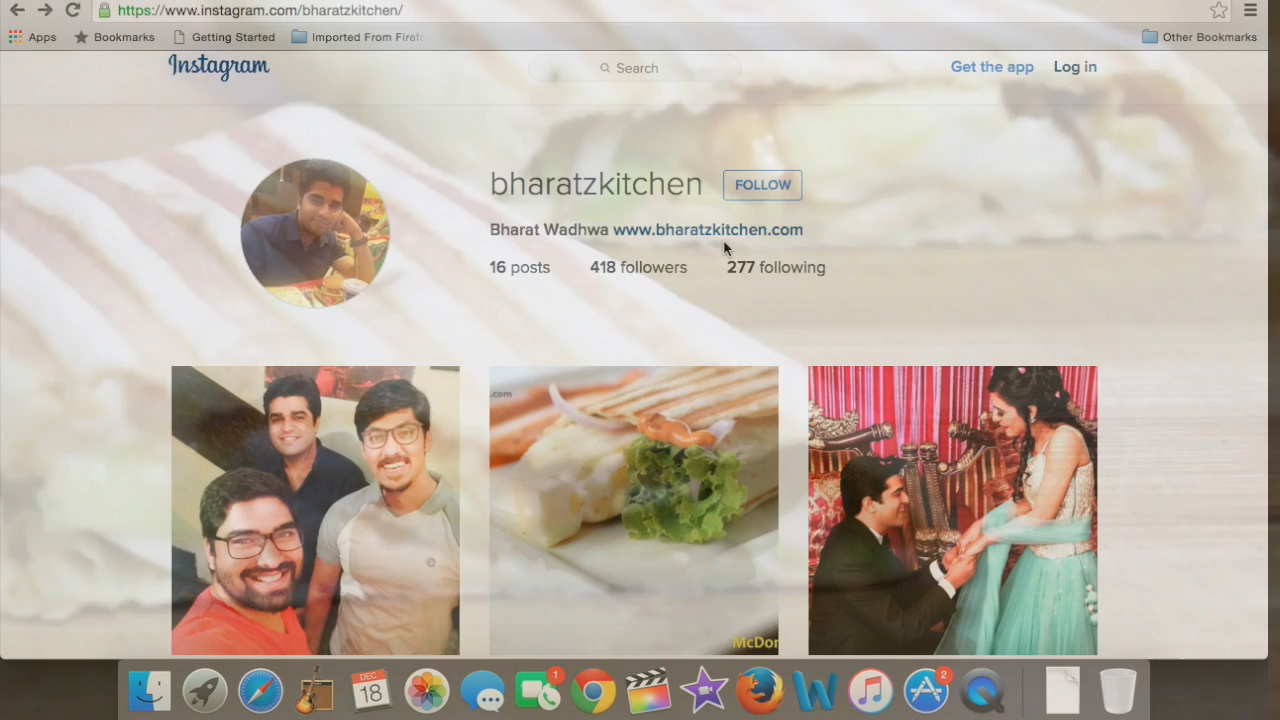 https://www.instagram.com/bharatzkitchen/
Apps Bookmarks Getting Started Imported From Firefo Other Bookmarks
Instagram Search Get the app Log in
bharatzkitchen FOLLOW
Bharat Wadhwa www.bharatzkitchen.com
16 posts 418 followers 277 following
.com
McDon
DEC
18
1
2